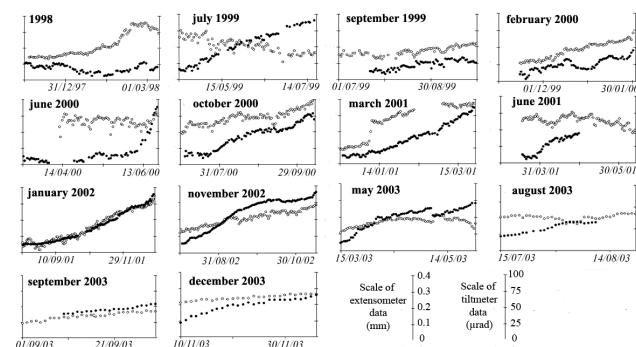 1998
july 1999
september 1999
february 2000
31/12/97 01/03/98
15/05/99 14/07/99
01/07/99 30/08/99
01/12/99 30/01/00
june 2000
october 2000
march 2001
june 2001
14/04/00 13/06/00
31/07/00 29/09/00
14/01/01 15/03/01
31/03/01 30/05/01
january 2002
november 2002
may 2003
august 2003
10/09/01 29/11/01
31/08/02 30/10/02
15/03/03 14/05/03
15/07/03 14/08/03
september 2003
december 2003
01/09/03 21/09/03
10/11/03 30/11/03
Scale of
extensometer
data
(mm)
0.4
0.3
0.2
0.1
0
Scale of
tiltmeter
data
(µrad)
100
75
50
25
0